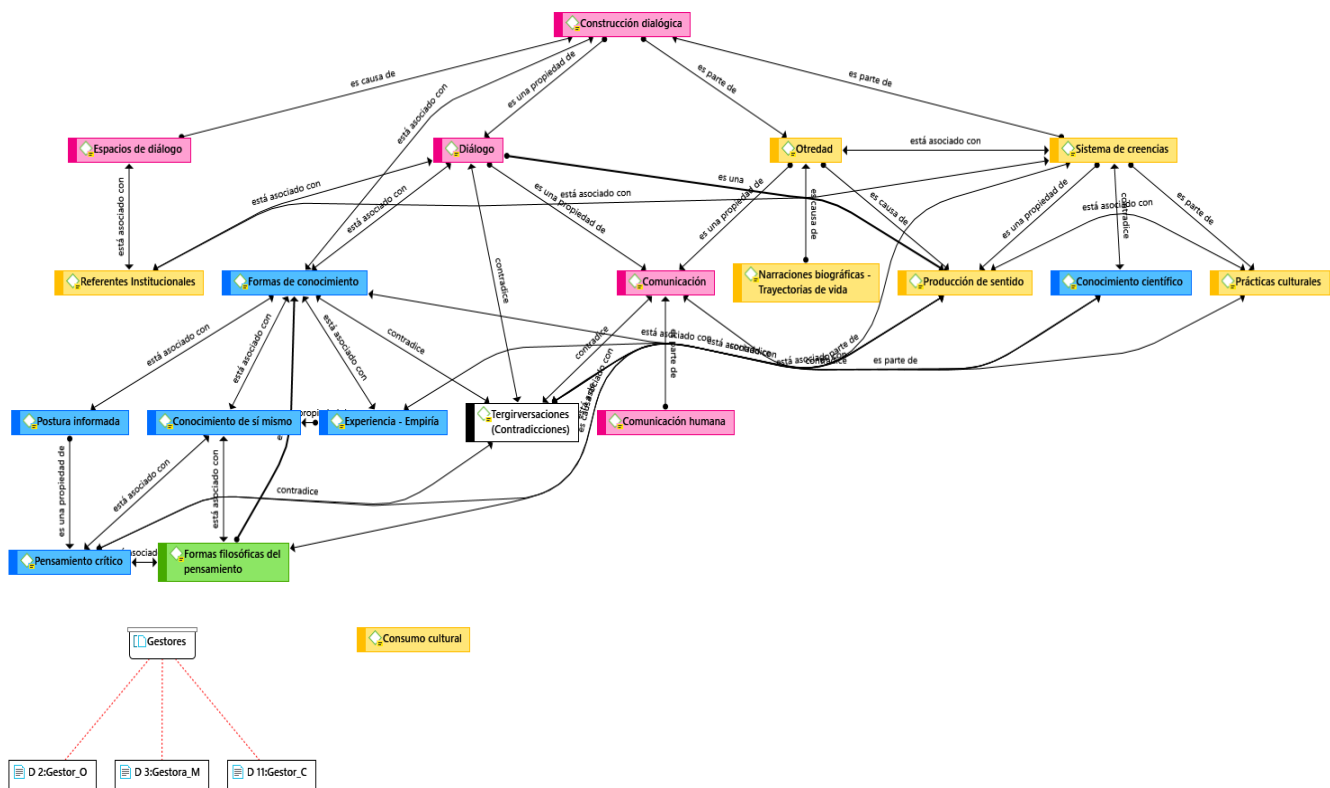 Construcción dialógica
es causa de
está asociado con
es una propiedad de
es parte de
es parte de
Espacios de diálogo
Diálogo
Otredad
está asociado con
Sistema de creencias
está asociado con
está asociado con
está asociado con
es una propiedad de
es una
está asociado con
es una propiedad de
es causa de
es causa de
es una propiedad de
está asociado con
contradice
es parte de
Referentes Institucionales
Formas de conocimiento
contradice
Comunicación
Narraciones biográficas -
Trayectorias de vida
Producción de sentido
Conocimiento científico
Prácticas culturales
está asociado con
está asociado con
está asociado con
contradice
contradice
es parte de
está asociado con
es parte de
contradice
es parte de
Postura informada
Conocimiento de sí mismo
Experiencia - Empiría
Tergirversaciones
(Contradicciones)
Comunicación humana
es una propiedad de
está asociado con
está asociado con
contradice
Pensamiento crítico
Formas filosóficas del
pensamiento
Gestores
Consumo cultural
D 2:Gestor_O
D 3:Gestora_M
D 11:Gestor_C